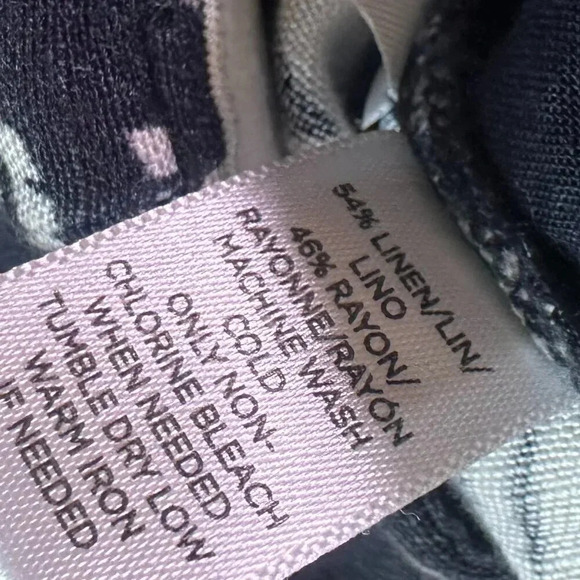 54% LINEN/LIN/
LINO
46% RAYON/
RAYONNE/RAYÓN
MACHINE WASH
COLD
ONLY NON-
CHLORINE BLEACH
WHEN NEEDED
TUMBLE DRY LOW
WARM IRON
IF NEEDED